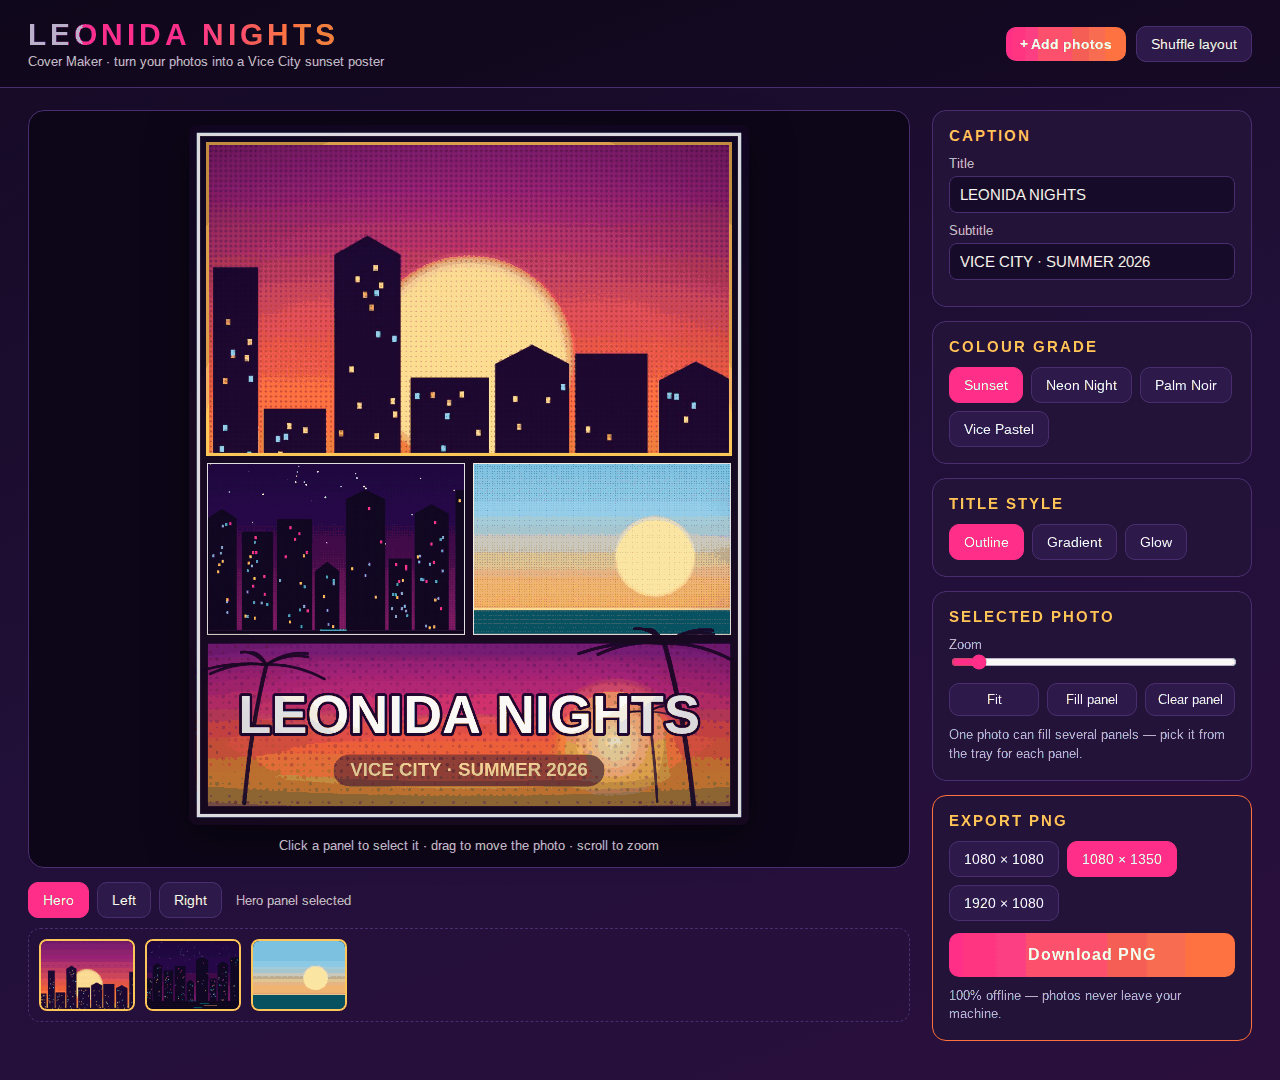 LEONIDA NIGHTS
Cover Maker · turn your photos into a Vice City sunset poster
+ Add photos
Shuffle layout
LEONIDA NIGHTS
VICE CITY · SUMMER 2026
Click a panel to select it · drag to move the photo · scroll to zoom
Hero
Left
Right
Hero panel selected
CAPTION
Title
LEONIDA NIGHTS
Subtitle
VICE CITY · SUMMER 2026
COLOUR GRADE
Sunset
Neon Night
Palm Noir
Vice Pastel
TITLE STYLE
Outline
Gradient
Glow
SELECTED PHOTO
Zoom
Fit
Fill panel
Clear panel
One photo can fill several panels — pick it from
the tray for each panel.
EXPORT PNG
1080 × 1080
1080 × 1350
1920 × 1080
Download PNG
100% offline — photos never leave your
machine.